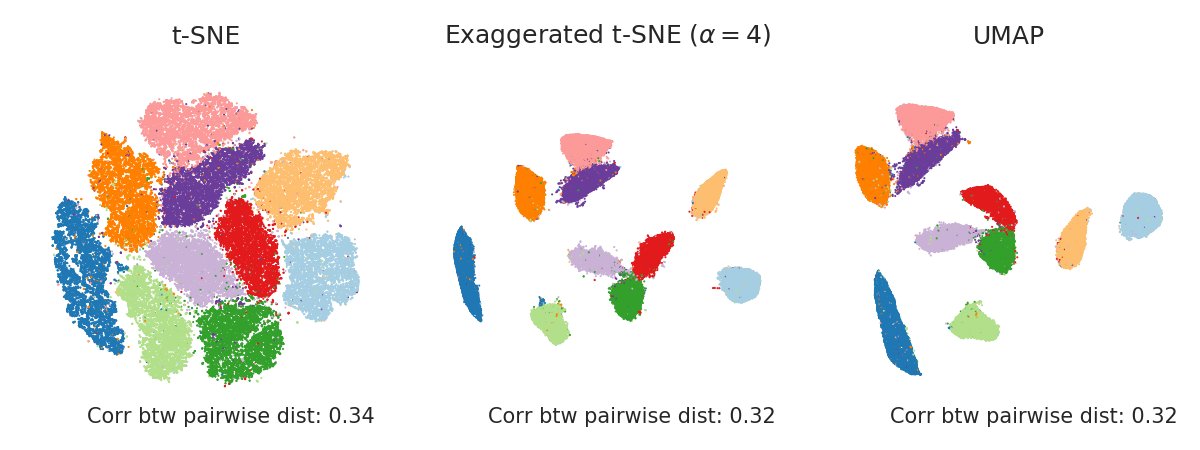 t-SNE
Exaggerated t-SNE (α = 4)
UMAP
Corr btw pairwise dist: 0.34
Corr btw pairwise dist: 0.32
Corr btw pairwise dist: 0.32